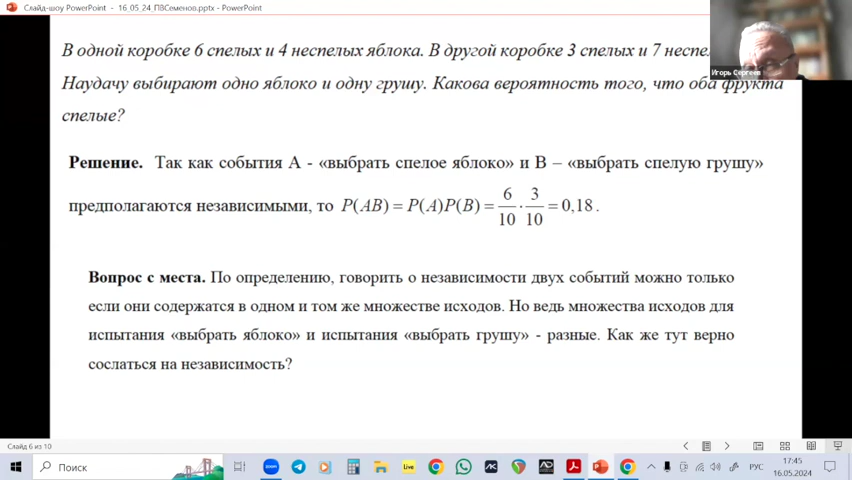 Слайд-шоу PowerPoint - 16_05_24_ПВСеменов.pptx - PowerPoint
В одной коробке 6 спелых и 4 неспелых яблока. В другой коробке 3 спелых и 7
Игорь Сергеев
Наудачу выбирают одно яблоко и одну грушу. Какова вероятность того, что оба фрукта
спелые?
Решение. Так как события А - «выбрать спелое яблоко» и В – «выбрать спелую грушу»
предполагаются независимыми, то P(AB) = P(A)P(B) = 6/10 · 3/10 = 0,18.
Вопрос с места. По определению, говорить о независимости двух событий можно только
если они содержатся в одном и том же множестве исходов. Но ведь множества исходов для
испытания «выбрать яблоко» и испытания «выбрать грушу» - разные. Как же тут верно
сослаться на независимость?
Слайд 6 из 10
Поиск
Live
РУС
17:45
16.05.2024